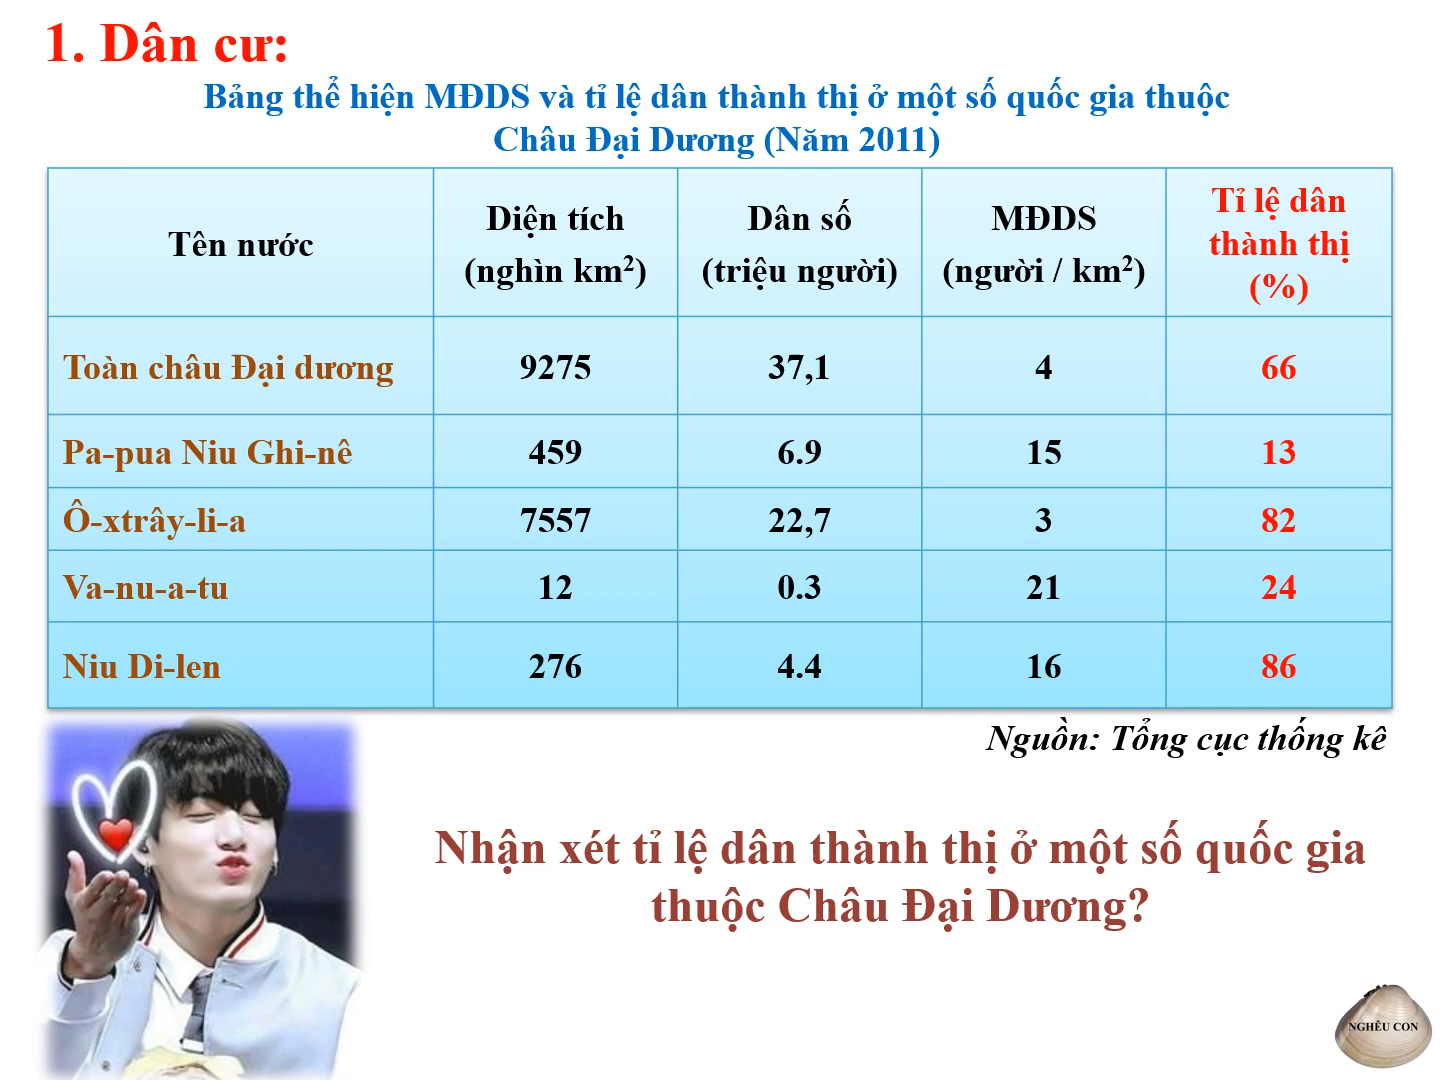 1. Dân cư:
Bảng thể hiện MĐDS và tỉ lệ dân thành thị ở một số quốc gia thuộc
Châu Đại Dương (Năm 2011)
Tên nước
Diện tích
(nghìn km²)
Dân số
(triệu người)
MĐDS
(người / km²)
Tỉ lệ dân
thành thị
(%)
Toàn châu Đại dương 9275 37,1 4 66
Pa-pua Niu Ghi-nê 459 6.9 15 13
Ô-xtrây-li-a 7557 22,7 3 82
Va-nu-a-tu 12 0.3 21 24
Niu Di-len 276 4.4 16 86
Nguồn: Tổng cục thống kê
Nhận xét tỉ lệ dân thành thị ở một số quốc gia
thuộc Châu Đại Dương?
NGHÊU CON